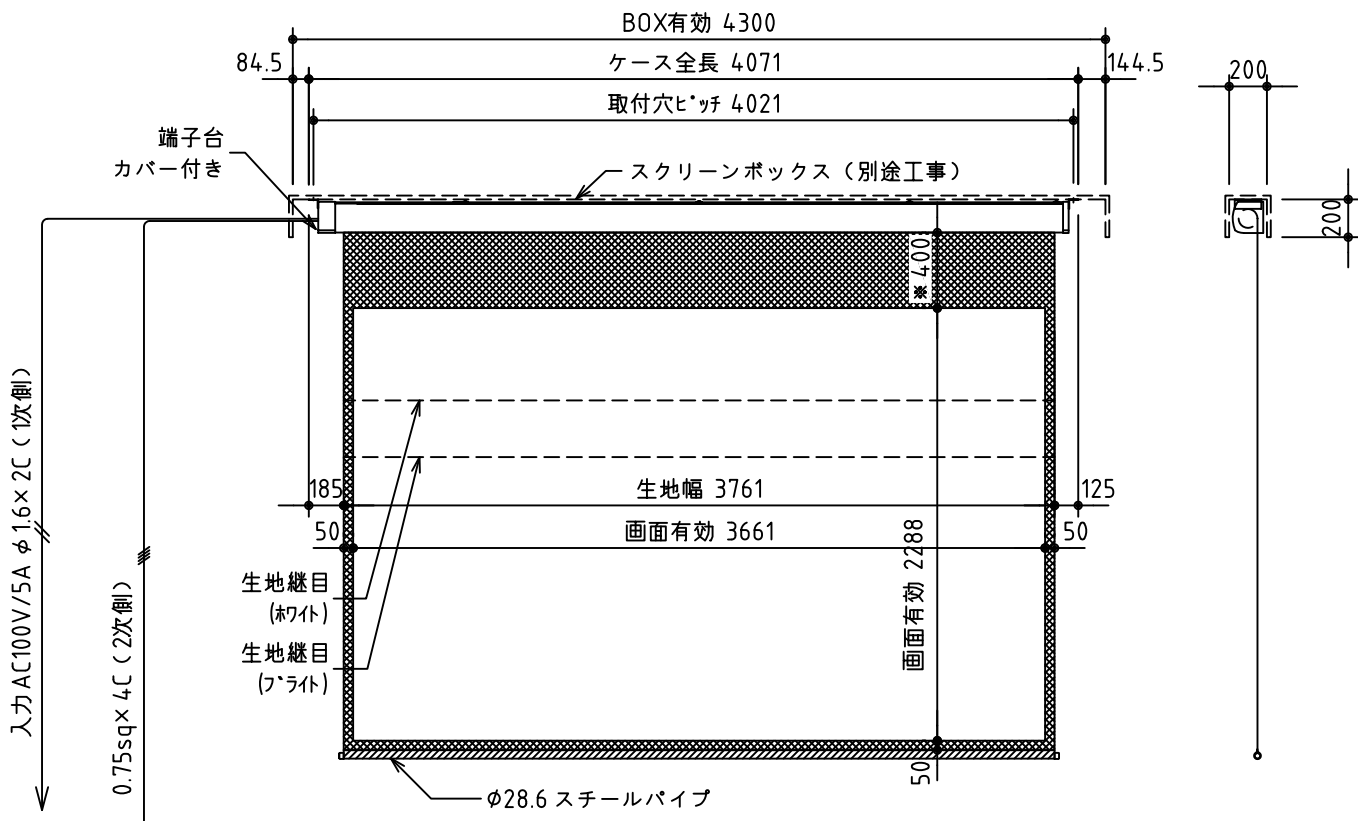 BOX有効 4300
84.5
ケース全長 4071
144.5
200
取付穴ピッチ 4021
端子台
カバー付き
スクリーンボックス（別途工事）
200
※ 400
入力AC100V/5A φ1.6×2C（1次側）
0.75sq×4C（2次側）
185
生地幅 3761
125
50
画面有効 3661
50
画面有効 2288
生地継目
(ホワイト)
生地継目
(ブライト)
50
φ28.6 スチールパイプ